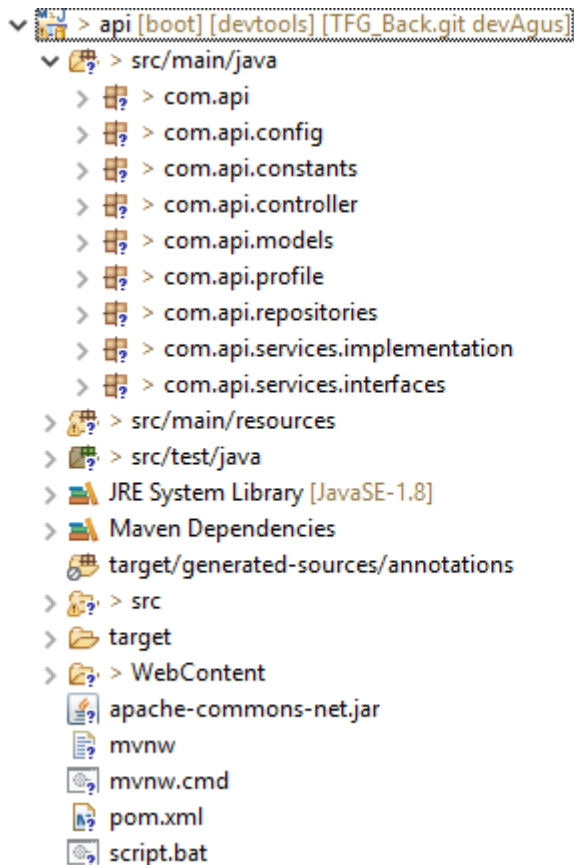 > api [boot] [devtools] [TFG_Back.git devAgus]
> src/main/java
> com.api
> com.api.config
> com.api.constants
> com.api.controller
> com.api.models
> com.api.profile
> com.api.repositories
> com.api.services.implementation
> com.api.services.interfaces
> src/main/resources
> src/test/java
JRE System Library [JavaSE-1.8]
Maven Dependencies
target/generated-sources/annotations
> src
target
> WebContent
apache-commons-net.jar
mvnw
mvnw.cmd
pom.xml
script.bat